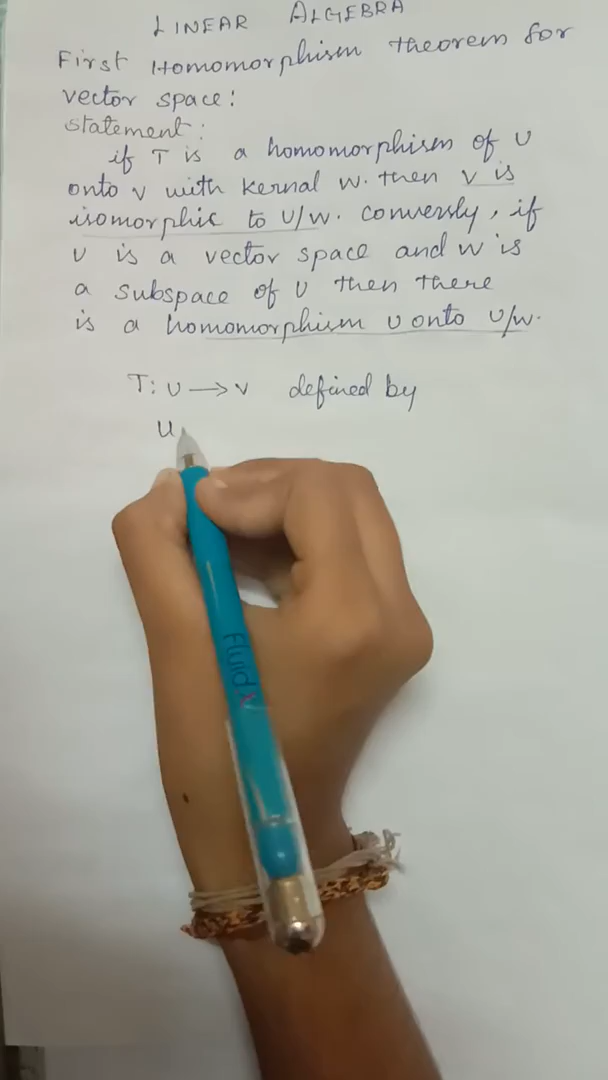 LINEAR ALGEBRA
First Homomorphism theorem for
vector space:
Statement:
if T is a homomorphism of U
onto V with kernal W. then V is
isomorphic to U/W. conversly, if
U is a vector space and W is
a subspace of U then there
is a homomorphism U onto U/W.
T: U → V defined by
u
FluidX